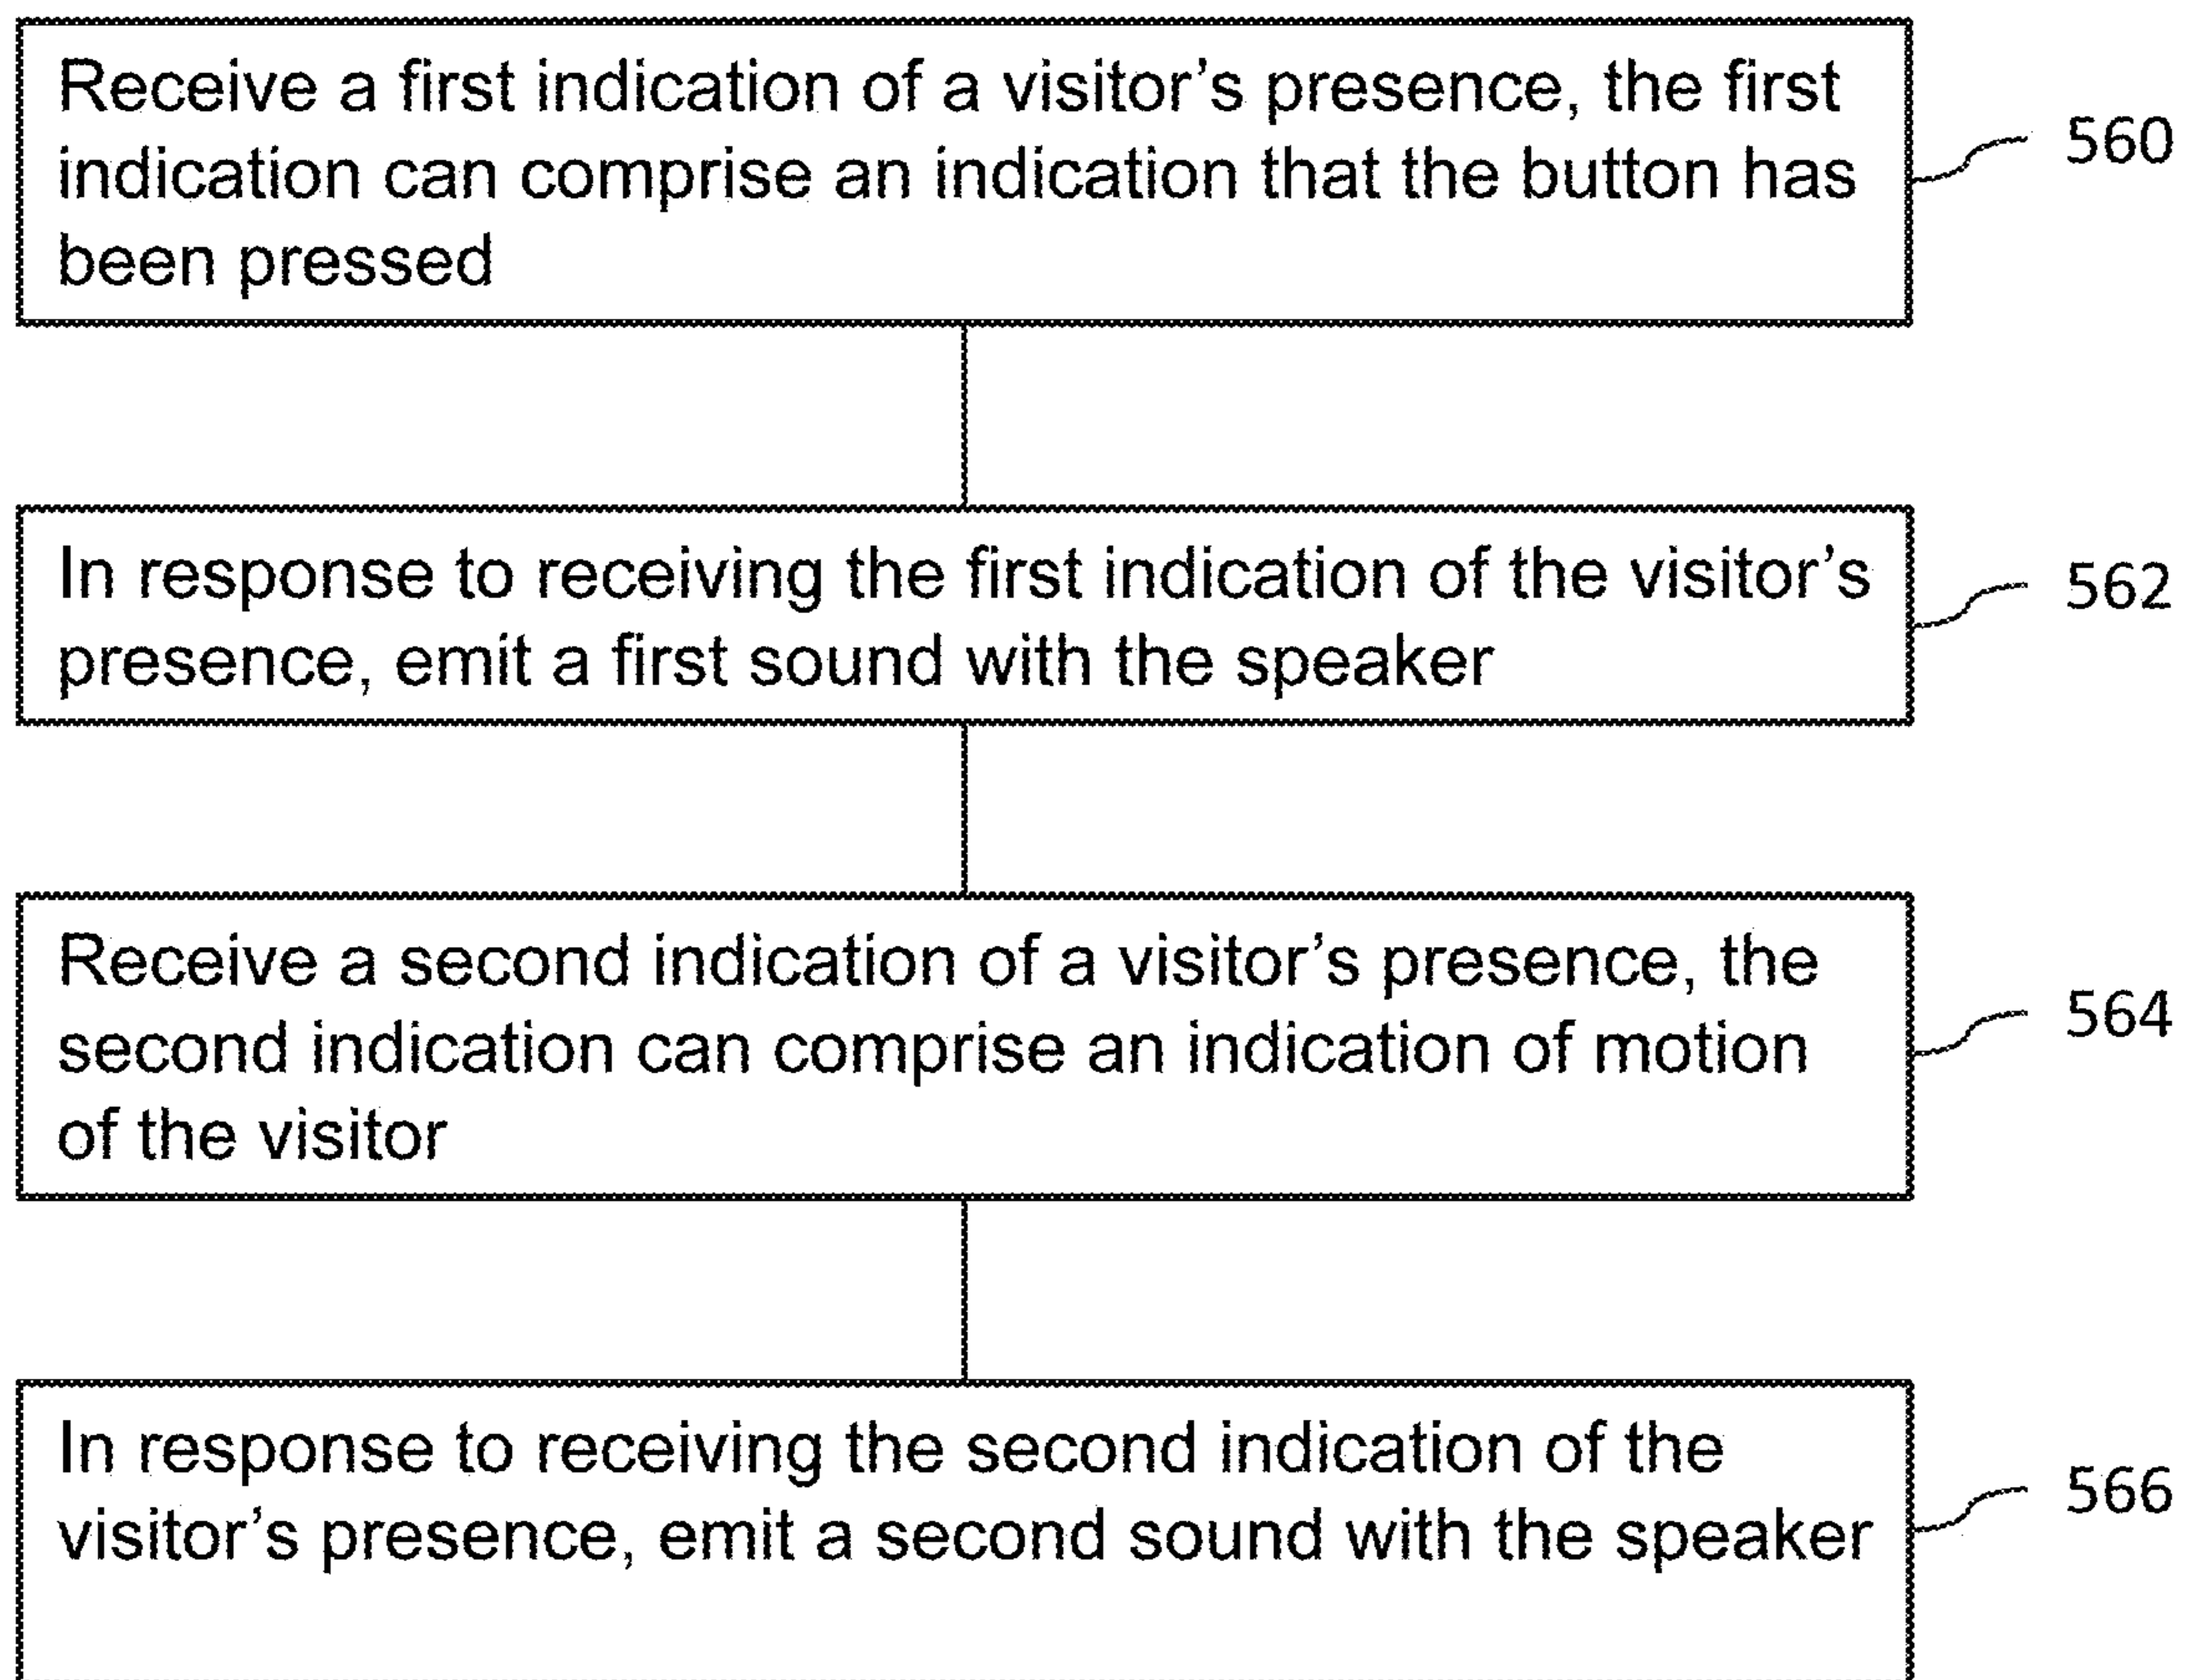 Receive a first indication of a visitor’s presence, the first
indication can comprise an indication that the button has
been pressed
560
In response to receiving the first indication of the visitor’s
presence, emit a first sound with the speaker
562
Receive a second indication of a visitor’s presence, the
second indication can comprise an indication of motion
of the visitor
564
In response to receiving the second indication of the
visitor’s presence, emit a second sound with the speaker
566